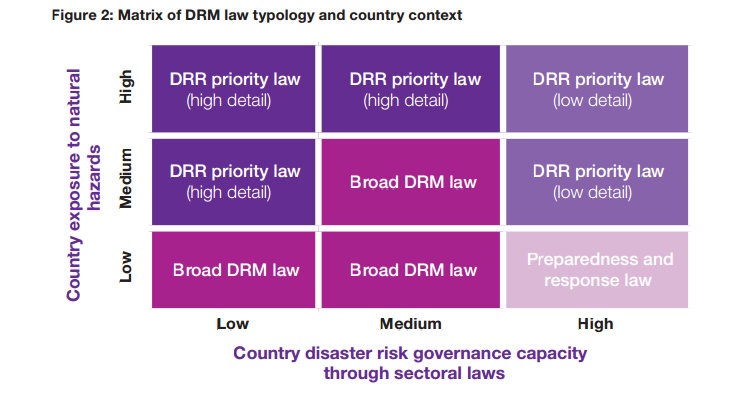 Figure 2: Matrix of DRM law typology and country context
Country exposure to natural
hazards
High
DRR priority law
(high detail)
DRR priority law
(high detail)
DRR priority law
(low detail)
Medium
DRR priority law
(high detail)
Broad DRM law
DRR priority law
(low detail)
Low
Broad DRM law
Broad DRM law
Preparedness and
response law
Low
Medium
High
Country disaster risk governance capacity
through sectoral laws